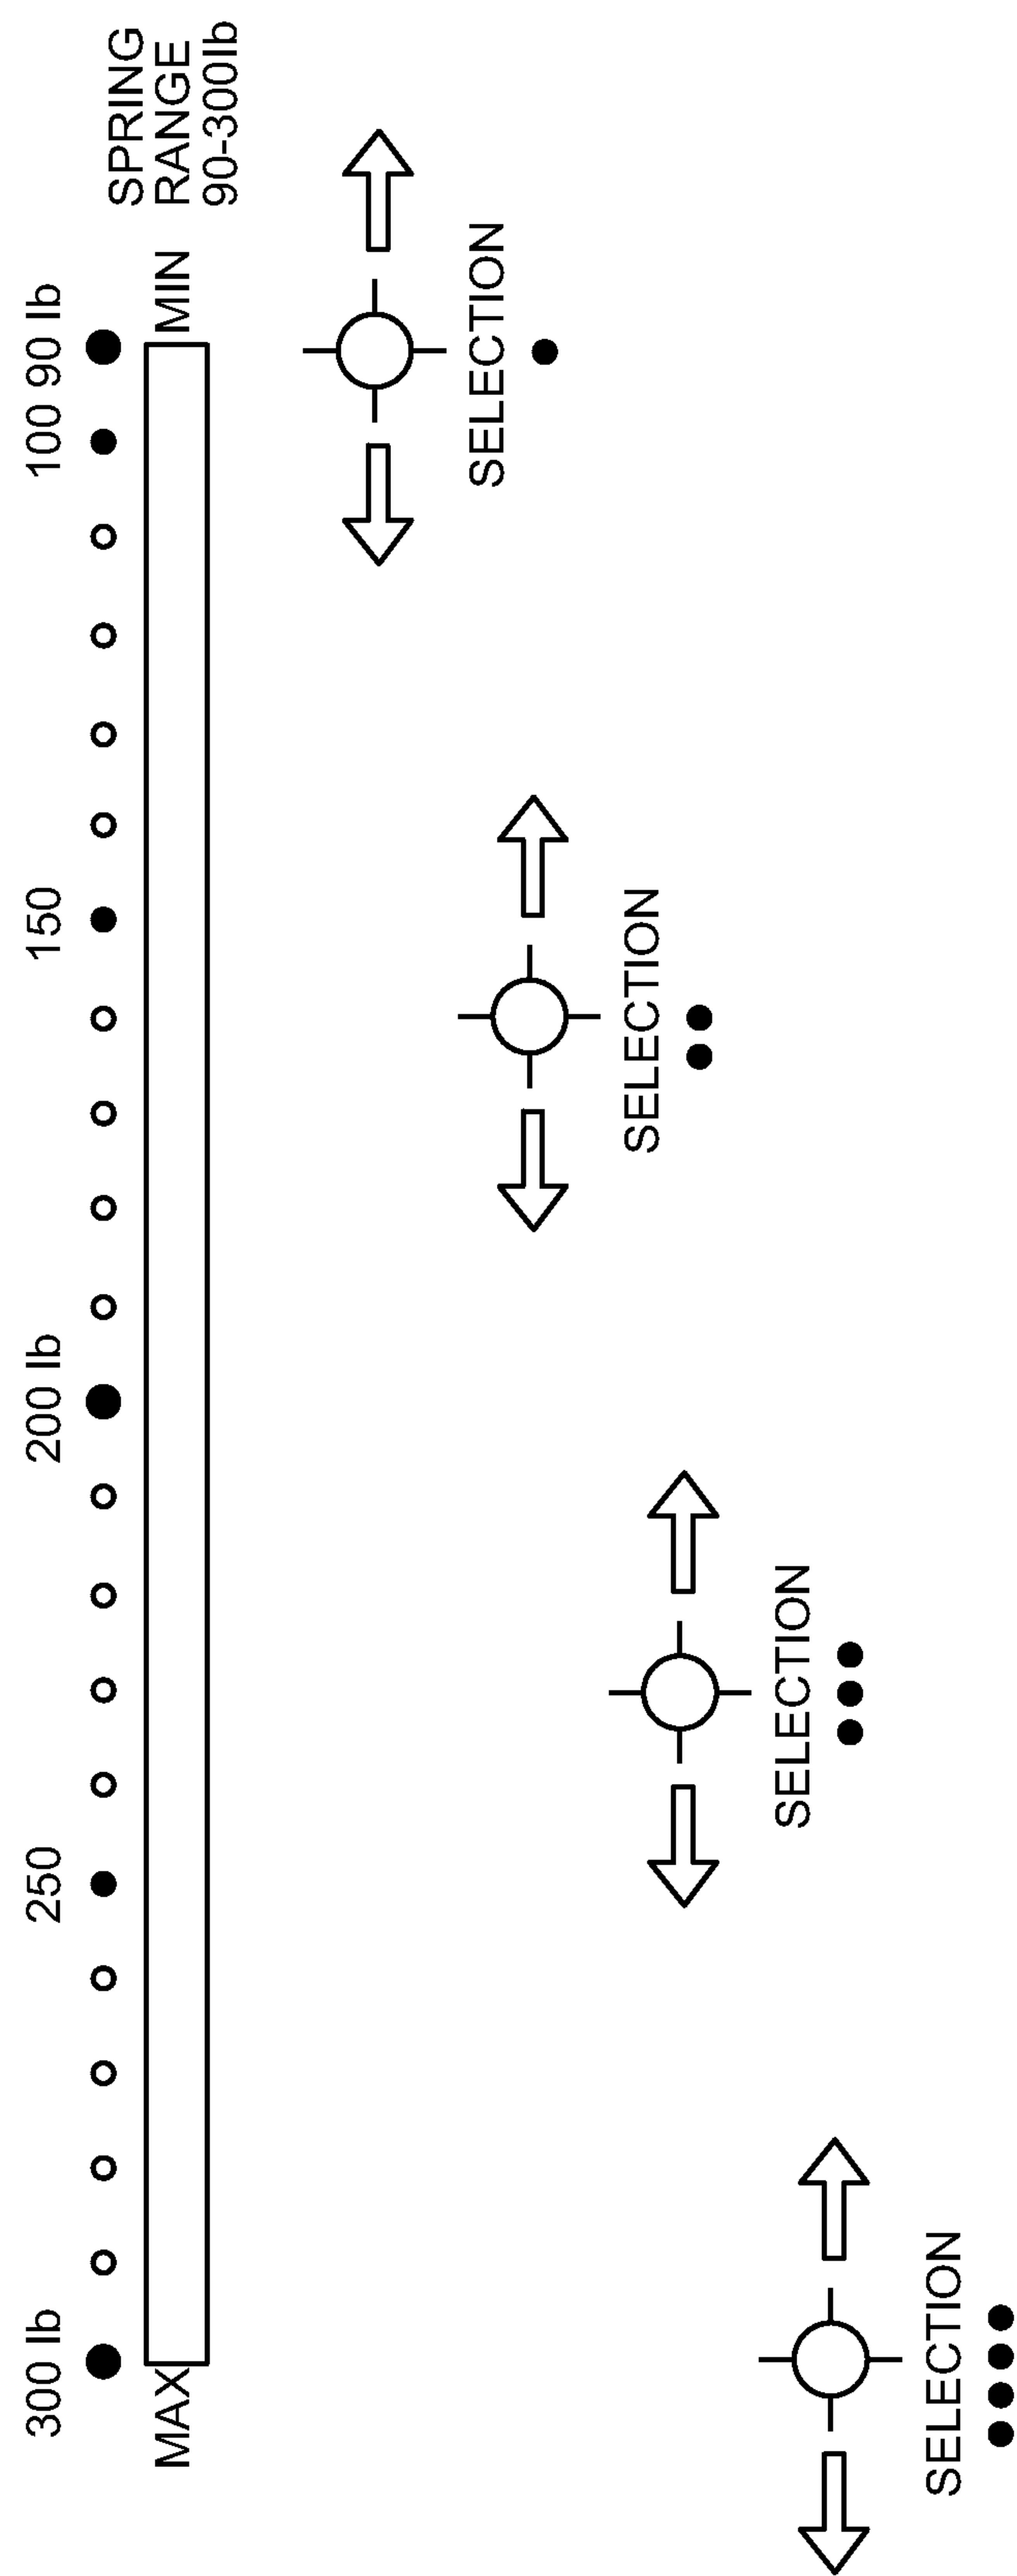 300 lb
250
200 lb
150
100
90 lb
MAX
MIN
SPRING
RANGE
90-300lb
SELECTION
SELECTION
SELECTION
SELECTION